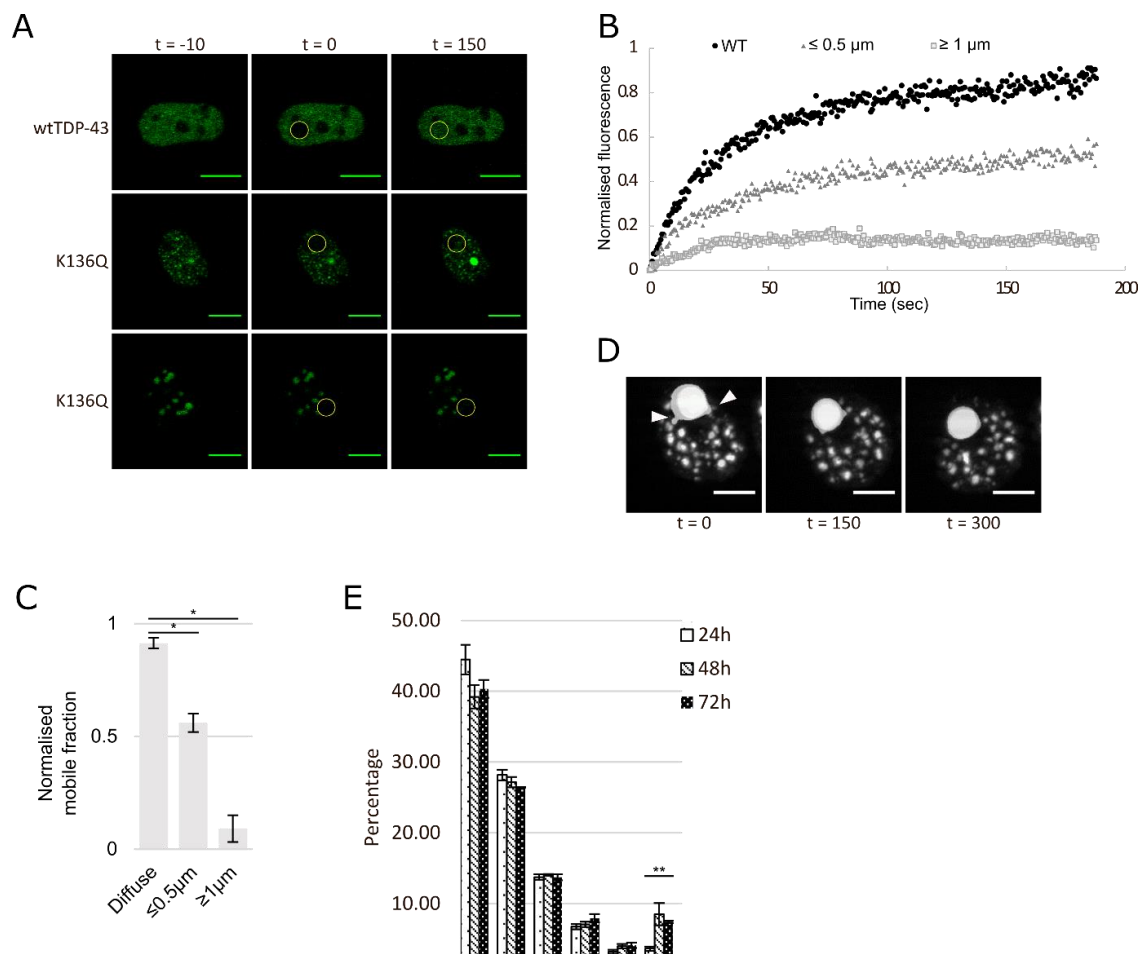 A
t = -10 t = 0 t = 150
wtTDP-43
K136Q
K136Q
B
WT ≤ 0.5 µm ≥ 1 µm
Normalised fluorescence
1
0.8
0.6
0.4
0.2
0
0 50 100 150 200
Time (sec)
D
t = 0 t = 150 t = 300
C
Normalised
mobile fraction
1
0.5
0
* 
*
Diffuse ≤0.5µm ≥1µm
E
Percentage
50.00
40.00
30.00
20.00
10.00
24h
48h
72h
**